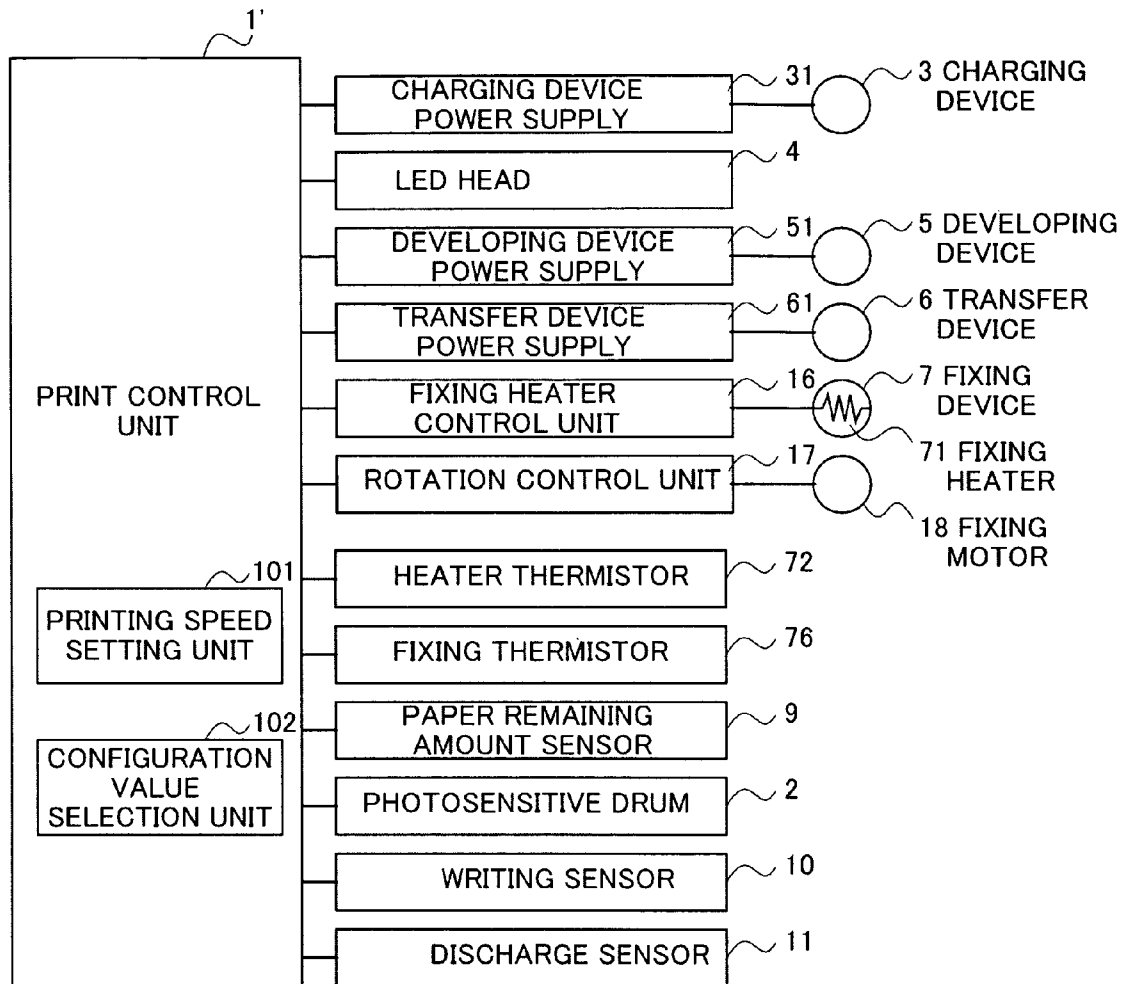 1'
PRINT CONTROL
UNIT
101
PRINTING SPEED
SETTING UNIT
102
CONFIGURATION
VALUE
SELECTION UNIT
CHARGING DEVICE
POWER SUPPLY
31
3 CHARGING
DEVICE
LED HEAD
4
DEVELOPING DEVICE
POWER SUPPLY
51
5 DEVELOPING
DEVICE
TRANSFER DEVICE
POWER SUPPLY
61
6 TRANSFER
DEVICE
FIXING HEATER
CONTROL UNIT
16
7 FIXING
DEVICE
71 FIXING
HEATER
ROTATION CONTROL UNIT
17
18 FIXING
MOTOR
HEATER THERMISTOR
72
FIXING THERMISTOR
76
PAPER REMAINING
AMOUNT SENSOR
9
PHOTOSENSITIVE DRUM
2
WRITING SENSOR
10
DISCHARGE SENSOR
11